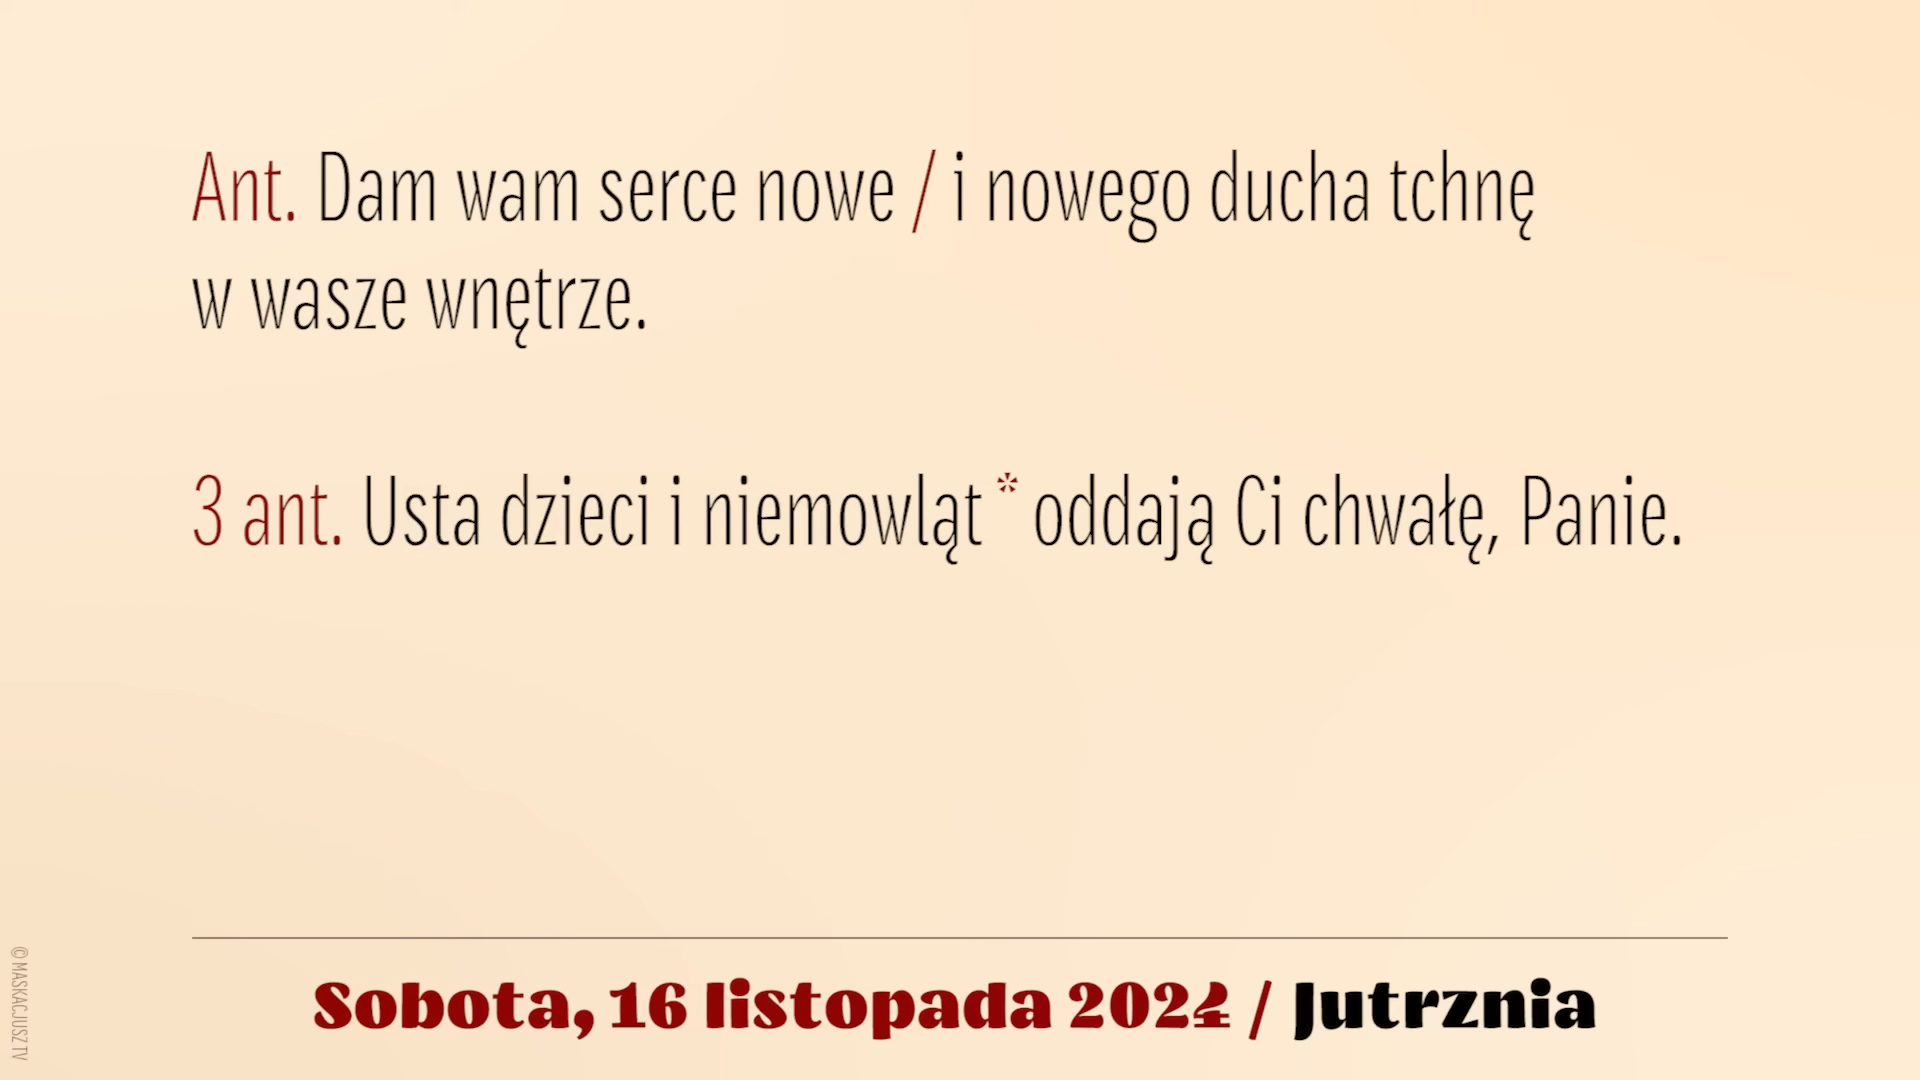 Ant. Dam wam serce nowe / i nowego ducha tchnę
w wasze wnętrze.
3 ant. Usta dzieci i niemowląt * oddają Ci chwałę, Panie.
Sobota, 16 listopada 2024 / Jutrznia
© MASKACJUSZ TV